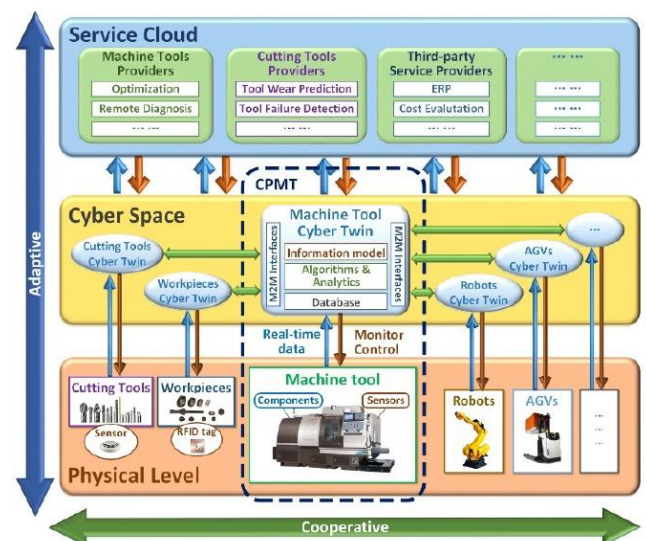 Service Cloud
Machine Tools
Providers
Optimization
Remote Diagnosis
... ...
Cutting Tools
Providers
Tool Wear Prediction
Tool Failure Detection
... ...
Third-party
Service Providers
ERP
Cost Evalutation
... ...
... ...
... ...
... ...
... ...
CPMT
Cyber Space
Cutting Tools
Cyber Twin
Workpieces
Cyber Twin
Machine Tool
Cyber Twin
M2M Interfaces
Information model
Algorithms &
Analytics
Database
M2M Interfaces
Robots
Cyber Twin
AGVs
Cyber Twin
...
Real-time
data
Monitor
Control
Cutting Tools
Sensor
Workpieces
RFID tag
Machine tool
Components
Sensors
Robots
AGVs
...
...
...
Physical Level
Adaptive
Cooperative